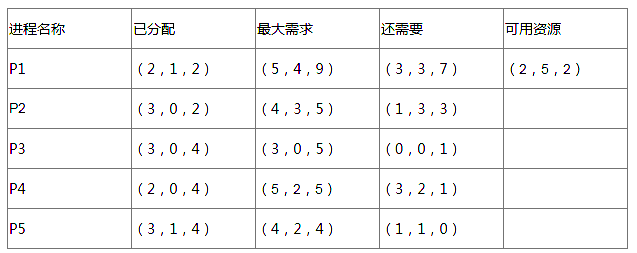 进程名称 已分配 最大需求 还需要 可用资源
P1 （2，1，2） （5，4，9） （3，3，7） （2，5，2）
P2 （3，0，2） （4，3，5） （1，3，3）
P3 （3，0，4） （3，0，5） （0，0，1）
P4 （2，0，4） （5，2，5） （3，2，1）
P5 （3，1，4） （4，2，4） （1，1，0）